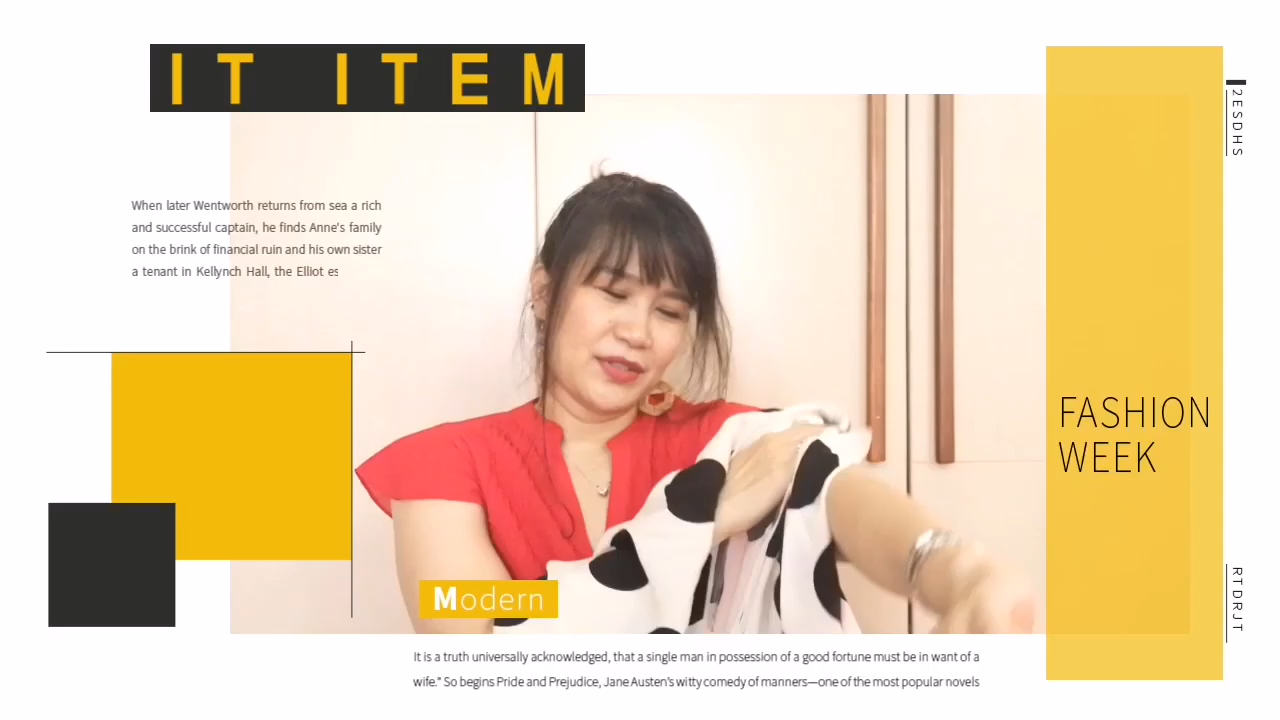 IT ITEM
2ESDHS
When later Wentworth returns from sea a rich
and successful captain, he finds Anne's family
on the brink of financial ruin and his own sister
a tenant in Kellynch Hall, the Elliot es
FASHION
WEEK
RTDRJT
Modern
It is a truth universally acknowledged, that a single man in possession of a good fortune must be in want of a
wife." So begins Pride and Prejudice, Jane Austen's witty comedy of manners—one of the most popular novels